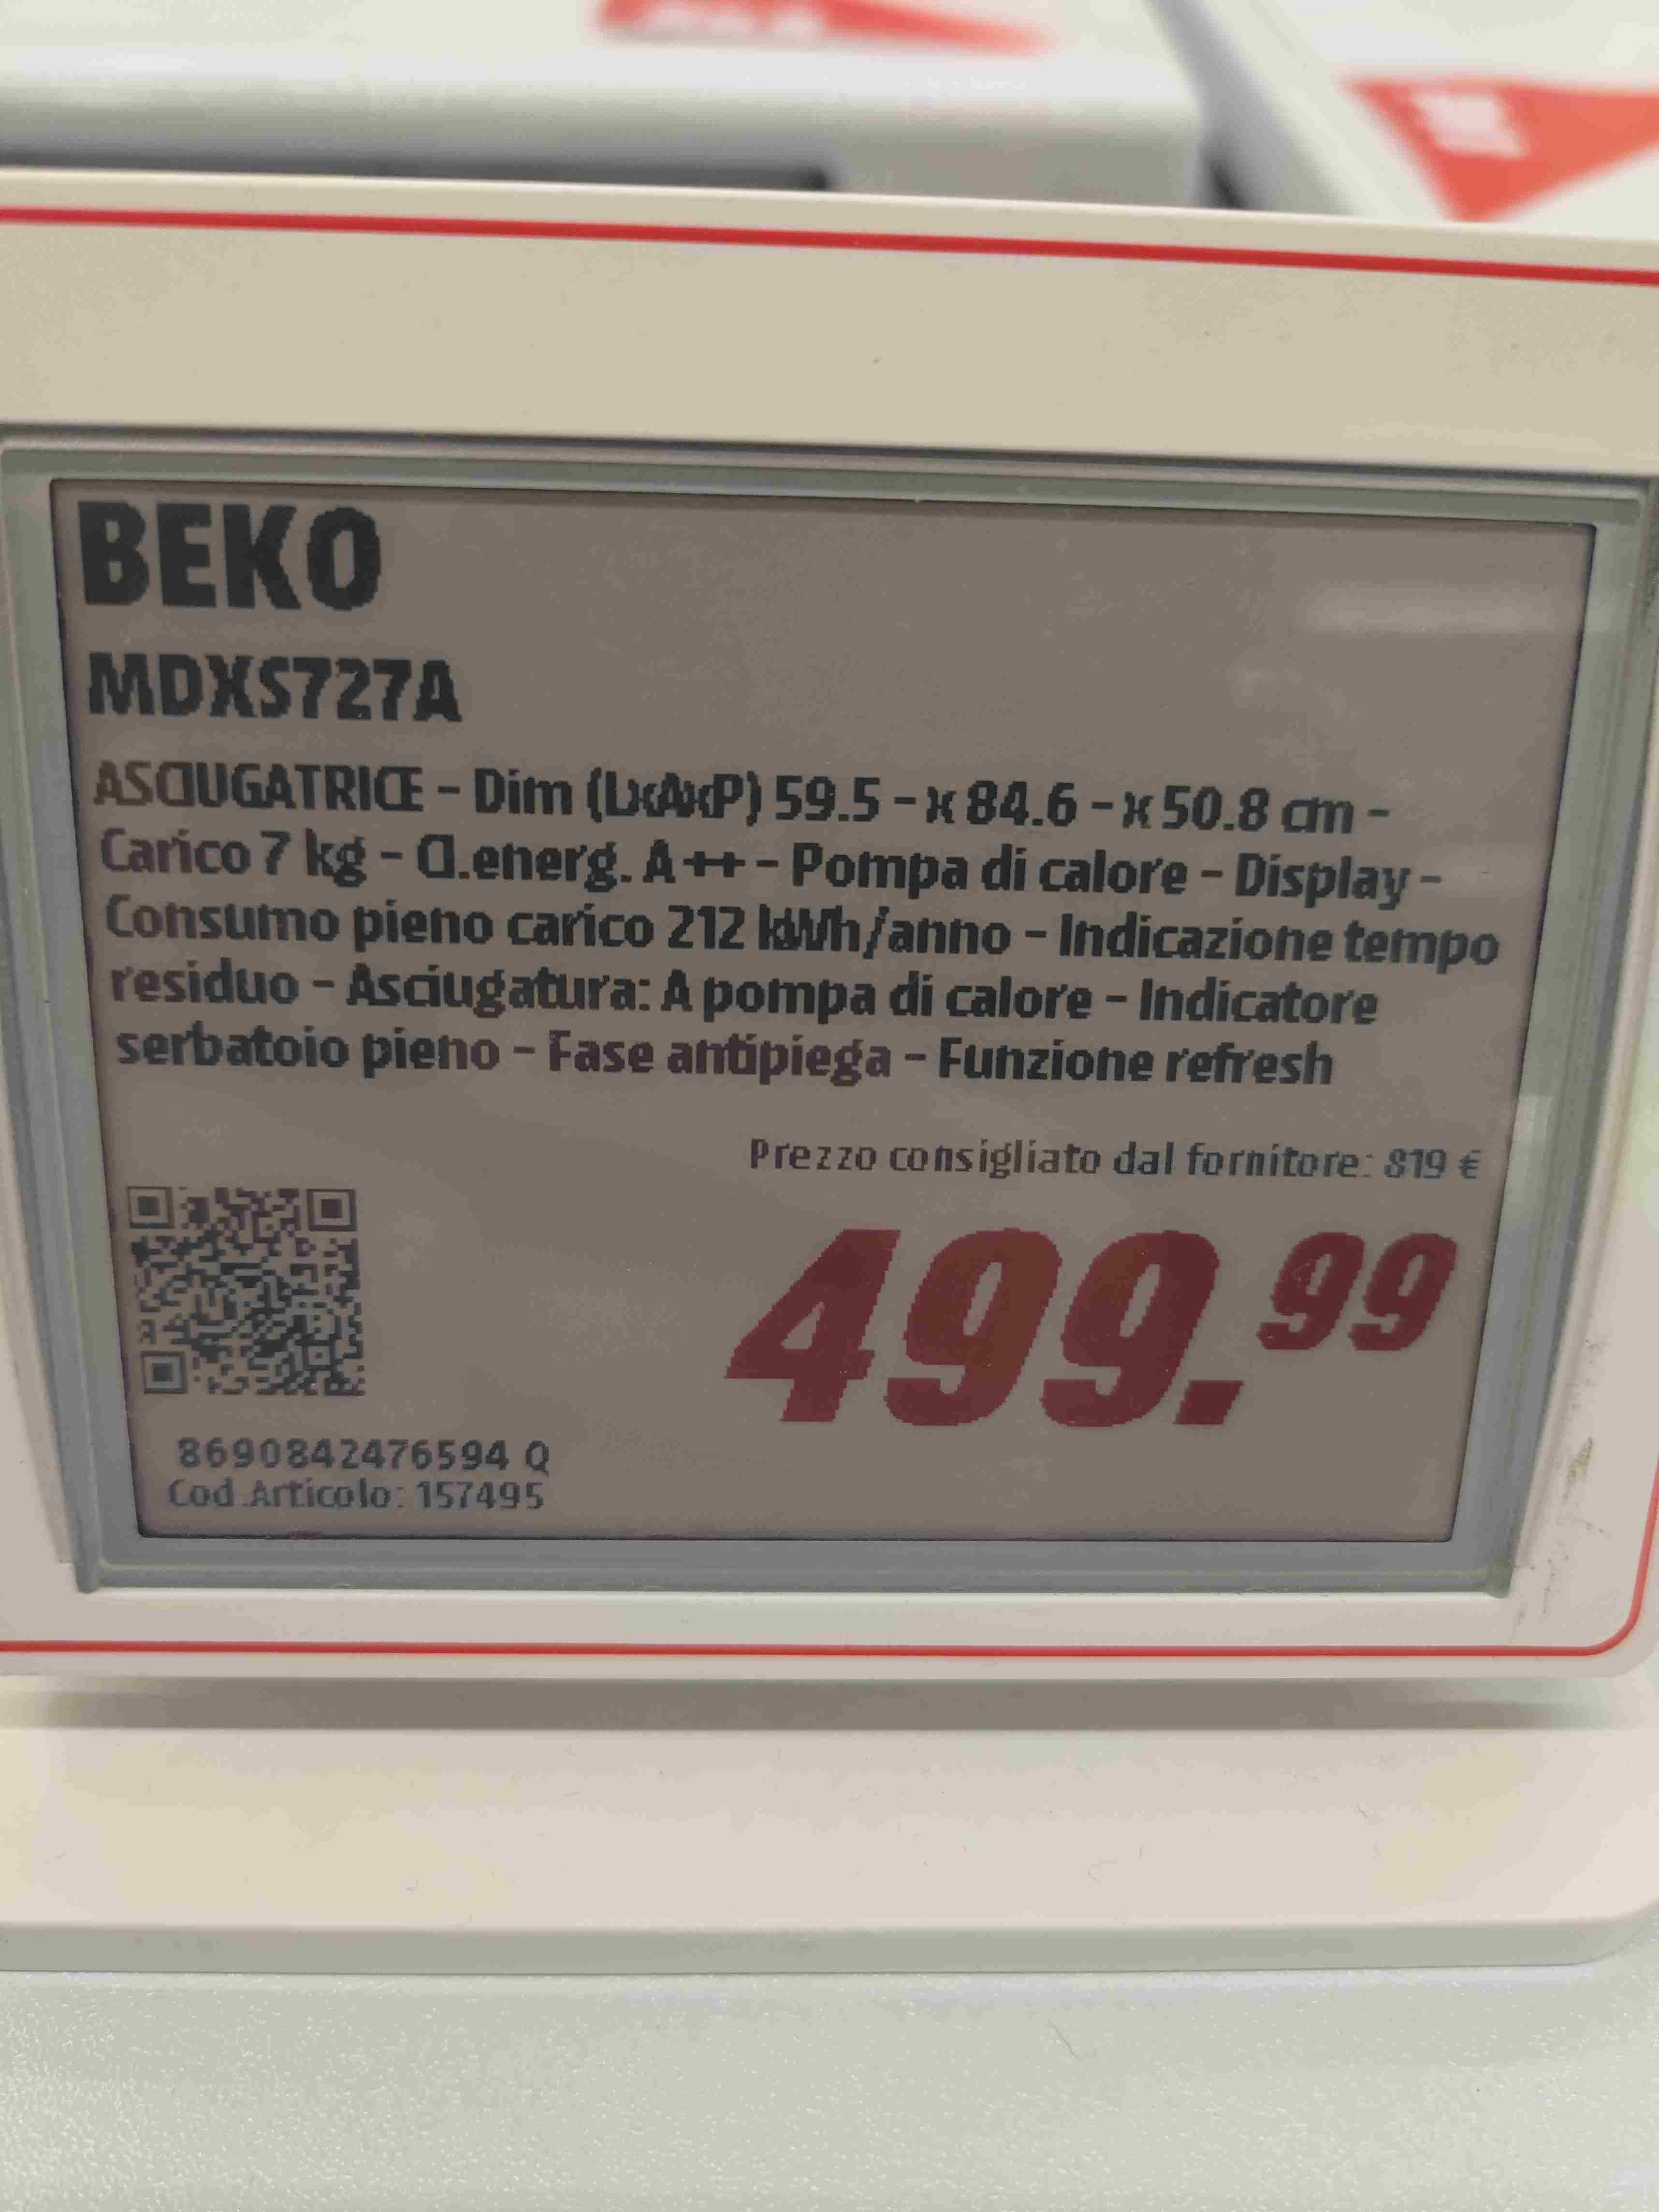 BEKO
MDXS727A
ASCIUGATRICE - Dim (LxAxP) 59.5 - x 84.6 - x 50.8 cm -
Carico 7 kg - Cl.energ. A++ - Pompa di calore - Display -
Consumo pieno carico 212 kWh/anno - Indicazione tempo
residuo - Asciugatura: A pompa di calore - Indicatore
serbatoio pieno - Fase antipiega - Funzione refresh
Prezzo consigliato dal fornitore: 819 €
499.99
8690842476594 Q
Cod.Articolo: 157495